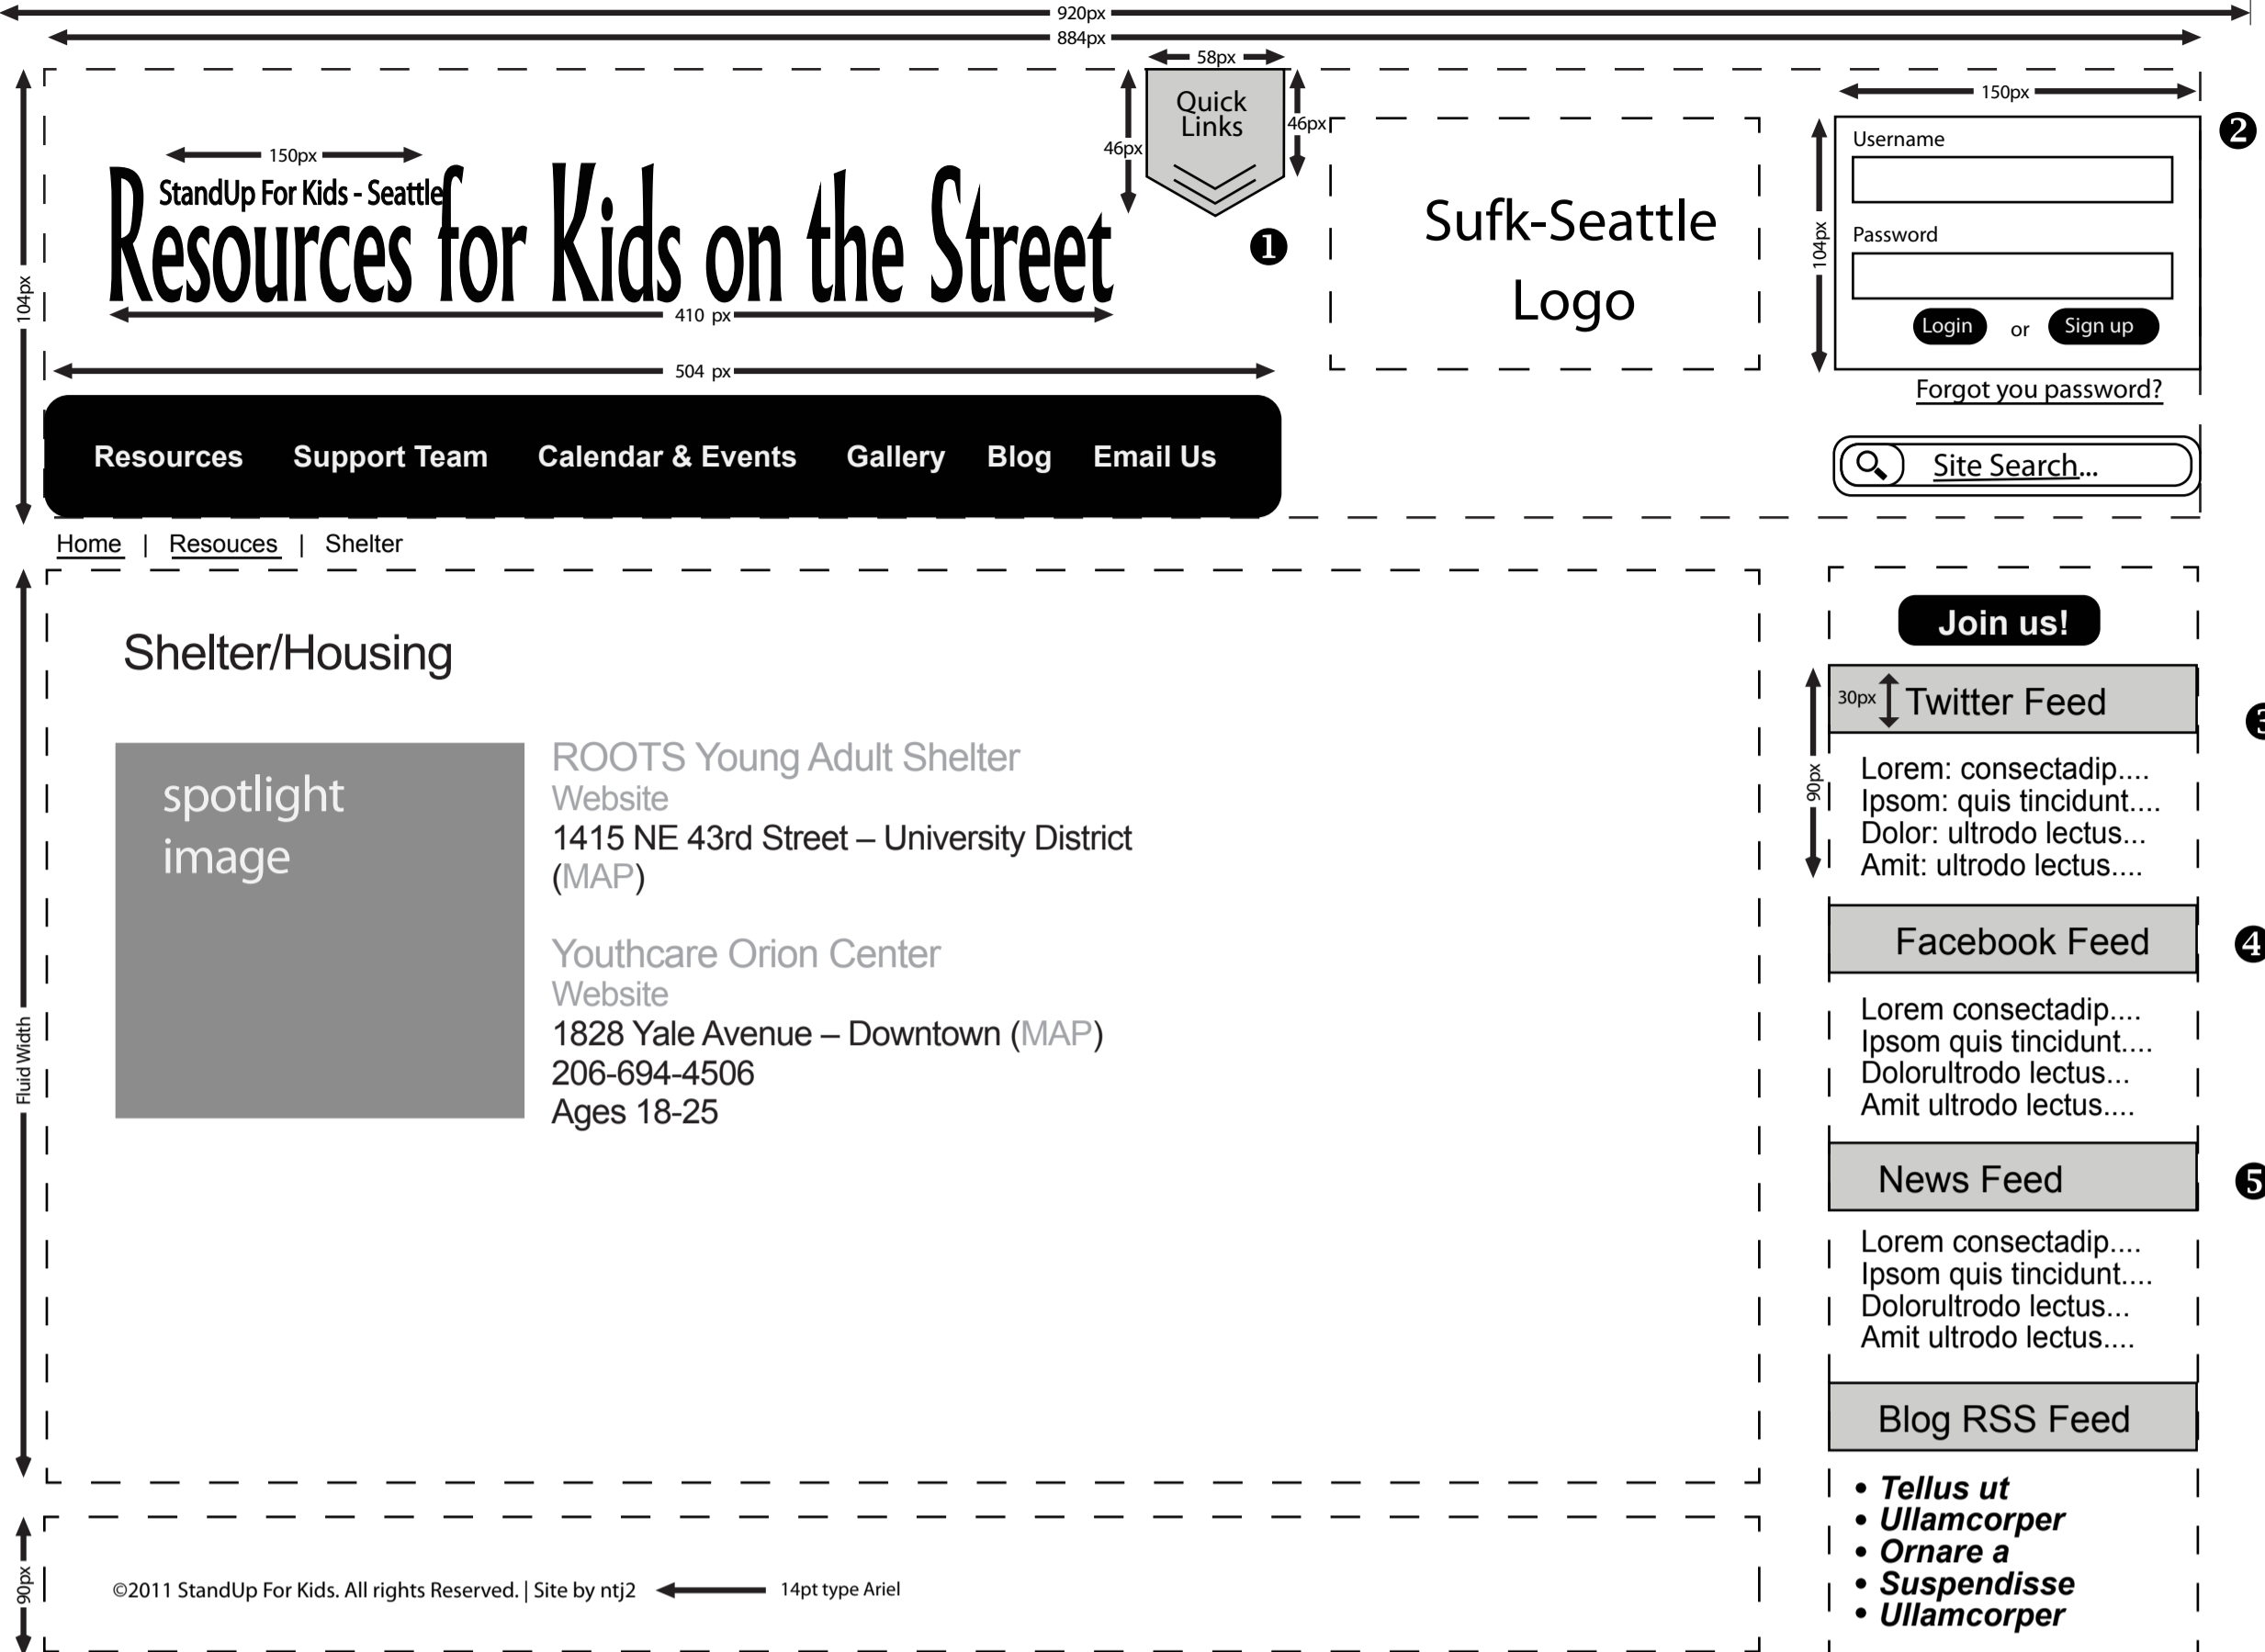 920px
884px
58px
Quick
Links
46px
46px
150px
StandUp For Kids - Seattle
Resources for Kids on the Street
410 px
504 px
104px
❶
Sufk-Seattle
Logo
150px
❷
104px
Username
Password
Login or Sign up
Forgot you password?
Site Search...
Resources Support Team Calendar & Events Gallery Blog Email Us
Home | Resouces | Shelter
Fluid Width
Shelter/Housing
spotlight
image
ROOTS Young Adult Shelter
Website
1415 NE 43rd Street – University District
(MAP)
Youthcare Orion Center
Website
1828 Yale Avenue – Downtown (MAP)
206-694-4506
Ages 18-25
Join us!
30px
Twitter Feed
❸
90px
Lorem: consectadip....
Ipsom: quis tincidunt....
Dolor: ultrodo lectus...
Amit: ultrodo lectus....
Facebook Feed
❹
Lorem consectadip....
Ipsom quis tincidunt....
Dolorultrodo lectus...
Amit ultrodo lectus....
News Feed
❺
Lorem consectadip....
Ipsom quis tincidunt....
Dolorultrodo lectus...
Amit ultrodo lectus....
Blog RSS Feed
• Tellus ut
• Ullamcorper
• Ornare a
• Suspendisse
• Ullamcorper
90px
©2011 StandUp For Kids. All rights Reserved. | Site by ntj2
14pt type Ariel